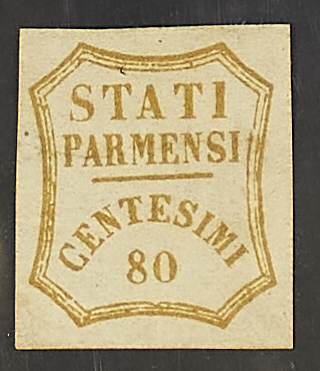 STATI
PARMENSI
CENTESIMI
80